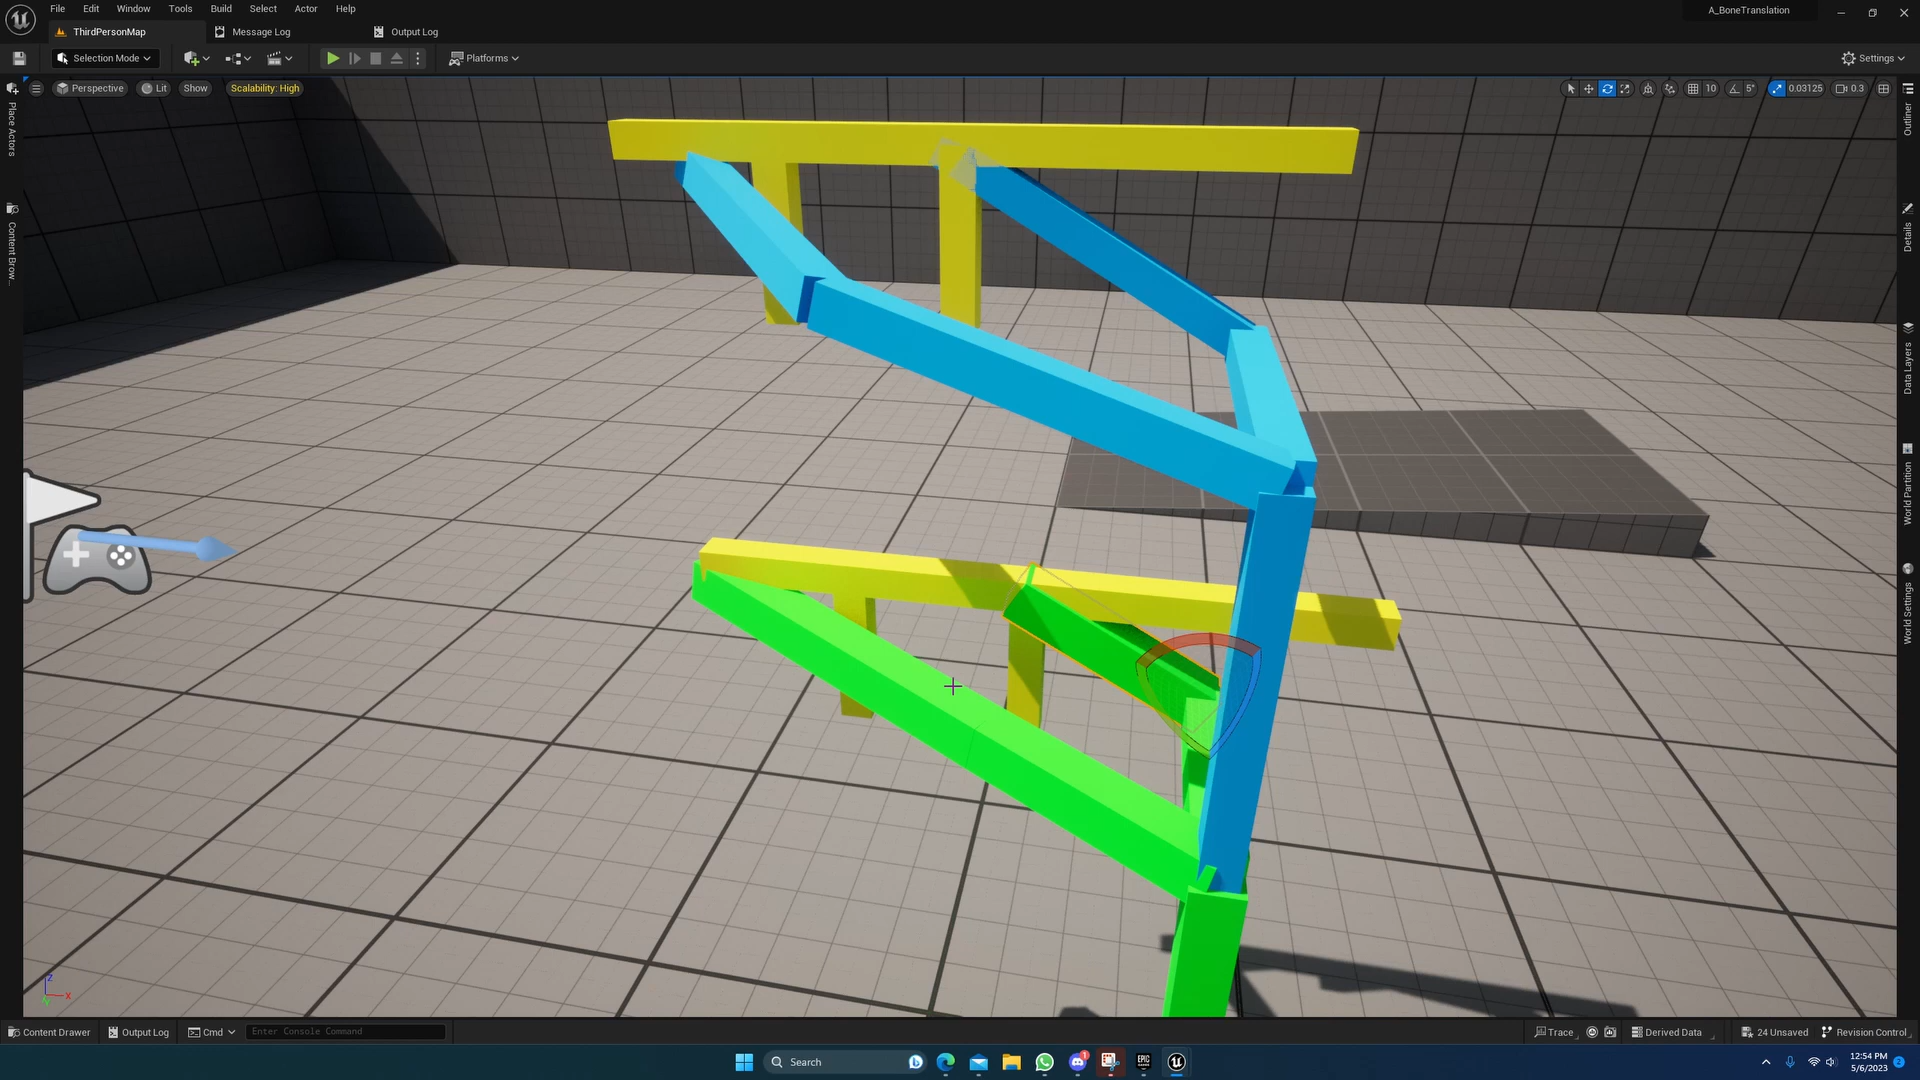 File Edit Window Tools Build Select Actor Help
A_BoneTranslation
ThirdPersonMap
Message Log
Output Log
Selection Mode
Platforms
Settings
Perspective
Lit
Show
Scalability: High
10
5°
0.03125
0.3
Place Actors
Content Brow...
Outliner
Details
Data Layers
World Partition
World Settings
Z
X
Y
Content Drawer
Output Log
Cmd
Enter Console Command
Trace
Derived Data
24 Unsaved
Revision Control
Search
1
EPIC
12:54 PM
5/6/2023
2